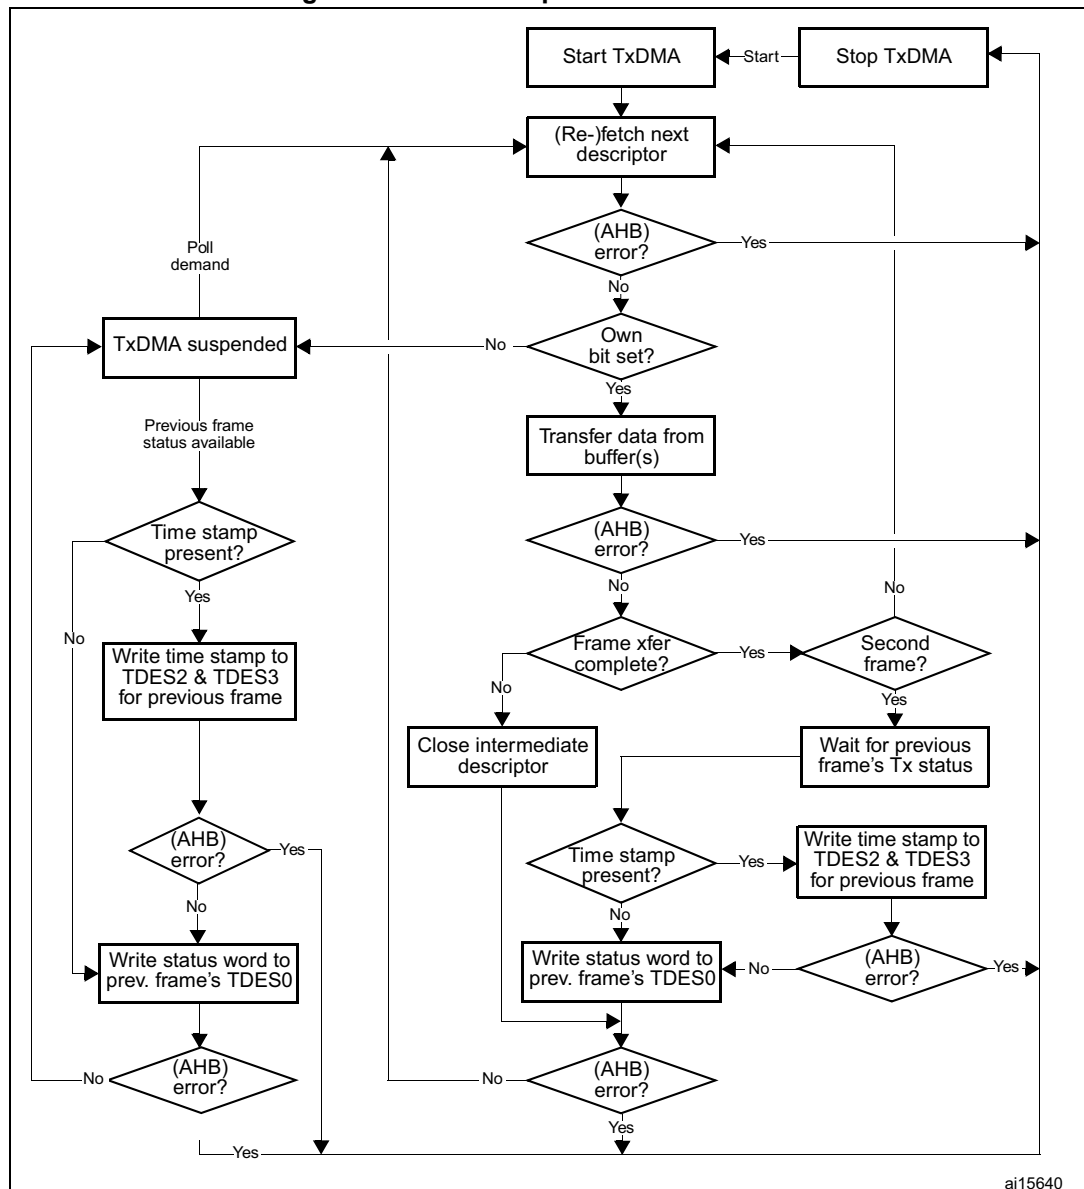 Start TxDMA
Start
Stop TxDMA
(Re-)fetch next
descriptor
(AHB)
error?
Yes
Poll
demand
No
TxDMA suspended
No
Own
bit set?
Yes
Previous frame
status available
Transfer data from
buffer(s)
Time stamp
present?
(AHB)
error?
Yes
No
No
Yes
No
Write time stamp to
TDES2 & TDES3
for previous frame
Frame xfer
complete?
Yes
Second
frame?
No
Yes
Close intermediate
descriptor
Wait for previous
frame's Tx status
(AHB)
error?
Yes
Time stamp
present?
Yes
Write time stamp to
TDES2 & TDES3
for previous frame
No
No
Write status word to
prev. frame's TDES0
Write status word to
prev. frame's TDES0
No
(AHB)
error?
Yes
No
(AHB)
error?
No
(AHB)
error?
Yes
Yes
ai15640